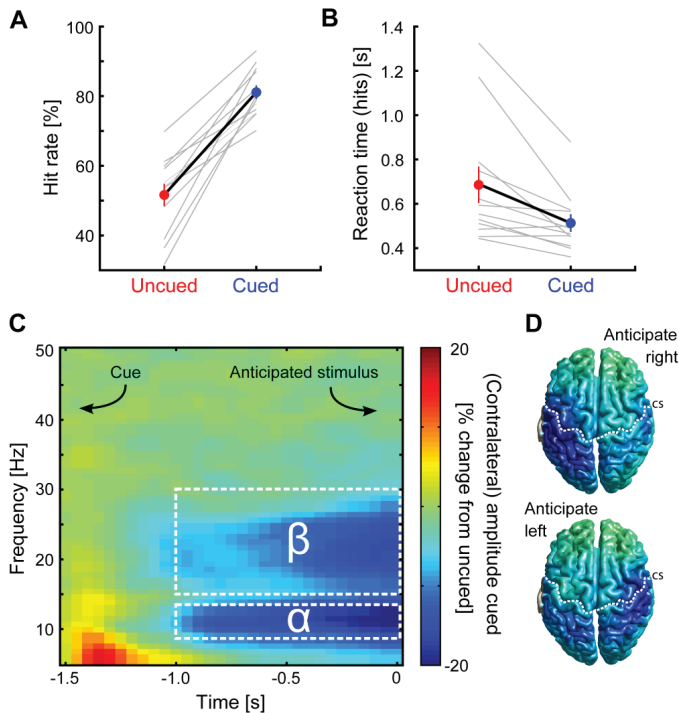 A
Hit rate [%]
100
80
60
40
Uncued
Cued
B
Reaction time (hits) [s]
1.4
1.2
1.0
0.8
0.6
0.4
Uncued
Cued
C
Frequency [Hz]
50
40
30
20
10
Cue
Anticipated stimulus
β
α
-1.5
-1.0
-0.5
0
Time [s]
20
-20
(Contralateral) amplitude cued
[% change from uncued]
D
Anticipate
right
cs
Anticipate
left
cs